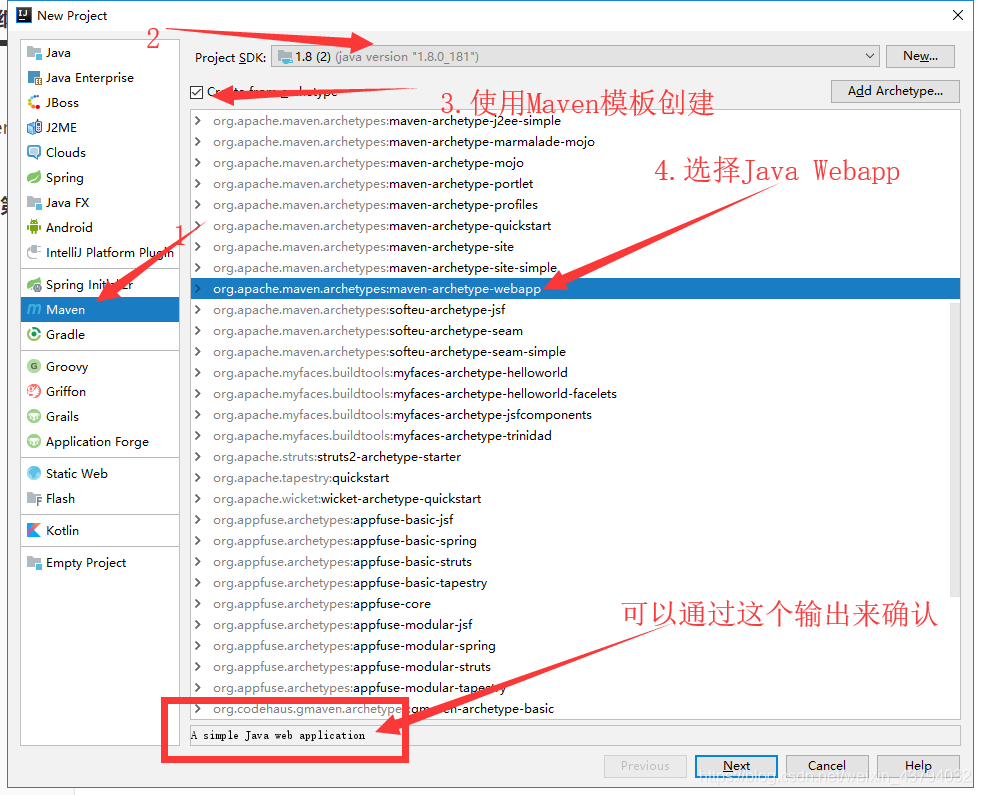 New Project
2
Java
Java Enterprise
JBoss
J2ME
Clouds
Spring
Java FX
Android
IntelliJ Platform Plugin
1
Spring Initializr
Maven
Gradle
Groovy
Griffon
Grails
Application Forge
Static Web
Flash
Kotlin
Empty Project
Project SDK: 1.8 (2) (java version "1.8.0_181") New...
Create from archetype Add Archetype...
3.使用Maven模板创建
4.选择Java Webapp
org.apache.maven.archetypes:maven-archetype-j2ee-simple
org.apache.maven.archetypes:maven-archetype-marmalade-mojo
org.apache.maven.archetypes:maven-archetype-mojo
org.apache.maven.archetypes:maven-archetype-portlet
org.apache.maven.archetypes:maven-archetype-profiles
org.apache.maven.archetypes:maven-archetype-quickstart
org.apache.maven.archetypes:maven-archetype-site
org.apache.maven.archetypes:maven-archetype-site-simple
org.apache.maven.archetypes:maven-archetype-webapp
org.apache.maven.archetypes:softeu-archetype-jsf
org.apache.maven.archetypes:softeu-archetype-seam
org.apache.maven.archetypes:softeu-archetype-seam-simple
org.apache.myfaces.buildtools:myfaces-archetype-helloworld
org.apache.myfaces.buildtools:myfaces-archetype-helloworld-facelets
org.apache.myfaces.buildtools:myfaces-archetype-jsfcomponents
org.apache.myfaces.buildtools:myfaces-archetype-trinidad
org.apache.struts:struts2-archetype-starter
org.apache.tapestry:quickstart
org.apache.wicket:wicket-archetype-quickstart
org.appfuse.archetypes:appfuse-basic-jsf
org.appfuse.archetypes:appfuse-basic-spring
org.appfuse.archetypes:appfuse-basic-struts
org.appfuse.archetypes:appfuse-basic-tapestry
org.appfuse.archetypes:appfuse-core
org.appfuse.archetypes:appfuse-modular-jsf
org.appfuse.archetypes:appfuse-modular-spring
org.appfuse.archetypes:appfuse-modular-struts
org.appfuse.archetypes:appfuse-modular-tapestry
org.codehaus.gmaven.archetypes:gmaven-archetype-basic
可以通过这个输出来确认
A simple Java web application
Previous Next Cancel Help
https://blog.csdn.net/weixin_43794032